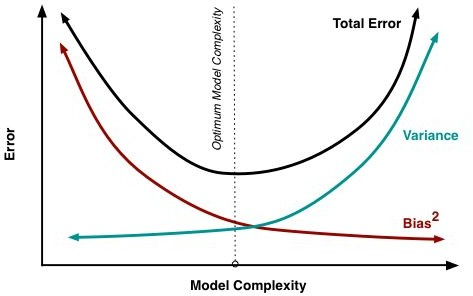 Total Error
Optimum Model Complexity
Error
Variance
Bias²
Model Complexity